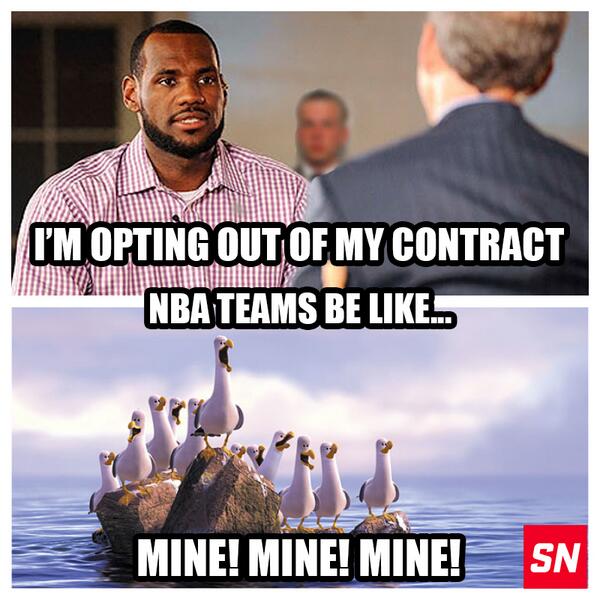 I'M OPTING OUT OF MY CONTRACT
NBA TEAMS BE LIKE...
MINE! MINE! MINE!
SN